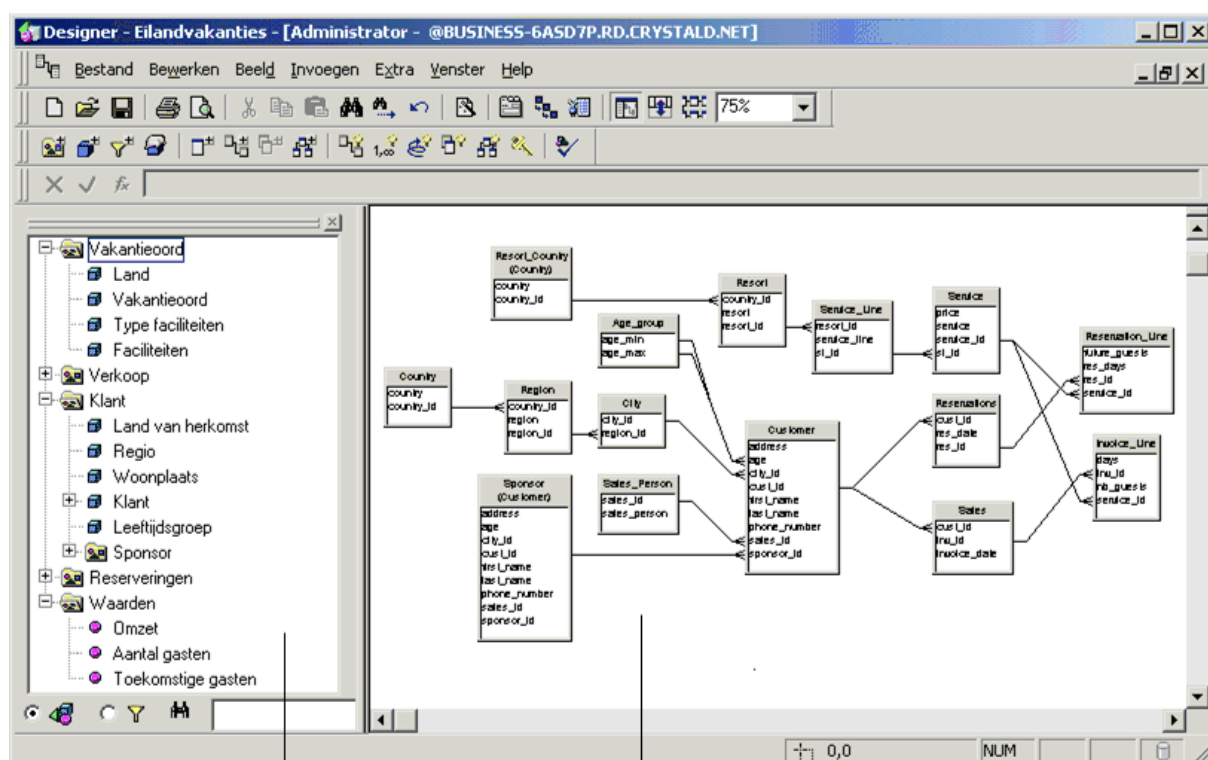 Designer - Eilandvakanties - [Administrator - @BUSINESS-6ASD7P.RD.CRYSTALD.NET]
Bestand Bewerken Beeld Invoegen Extra Venster Help
75%
Vakantieoord
Land
Vakantieoord
Type faciliteiten
Faciliteiten
Verkoop
Klant
Land van herkomst
Regio
Woonplaats
Klant
Leeftijdsgroep
Sponsor
Reserveringen
Waarden
Omzet
Aantal gasten
Toekomstige gasten
Resort_Country
(Country)
country
country_id
Resort
country_id
resort
resort_id
Age_group
age_min
age_max
Service_Line
resort_id
service_line
sl_id
Service
price
service
service_id
sl_id
Reservation_Line
future_guests
res_days
res_id
service_id
Country
country
country_id
Region
country_id
region
region_id
City
city_id
region_id
Customer
address
age
city_id
cust_id
first_name
last_name
phone_number
sales_id
sponsor_id
Reservations
cust_id
res_date
res_id
Invoice_Line
days
inv_id
nb_guests
service_id
Sponsor
(Customer)
address
age
city_id
cust_id
first_name
last_name
phone_number
sales_id
sponsor_id
Sales_Person
sales_id
sales_person
Sales
cust_id
inv_id
invoice_date
0,0
NUM